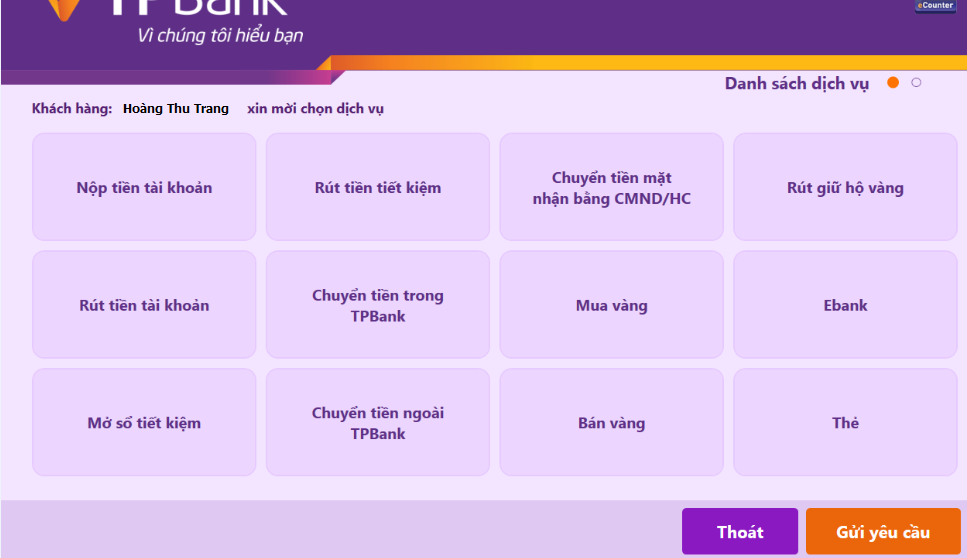 TPBank
Vì chúng tôi hiểu bạn
eCounter
Danh sách dịch vụ
Khách hàng: Hoàng Thu Trang xin mời chọn dịch vụ
Nộp tiền tài khoản
Rút tiền tiết kiệm
Chuyển tiền mặt
nhận bằng CMND/HC
Rút giữ hộ vàng
Rút tiền tài khoản
Chuyển tiền trong
TPBank
Mua vàng
Ebank
Mở sổ tiết kiệm
Chuyển tiền ngoài
TPBank
Bán vàng
Thẻ
Thoát
Gửi yêu cầu